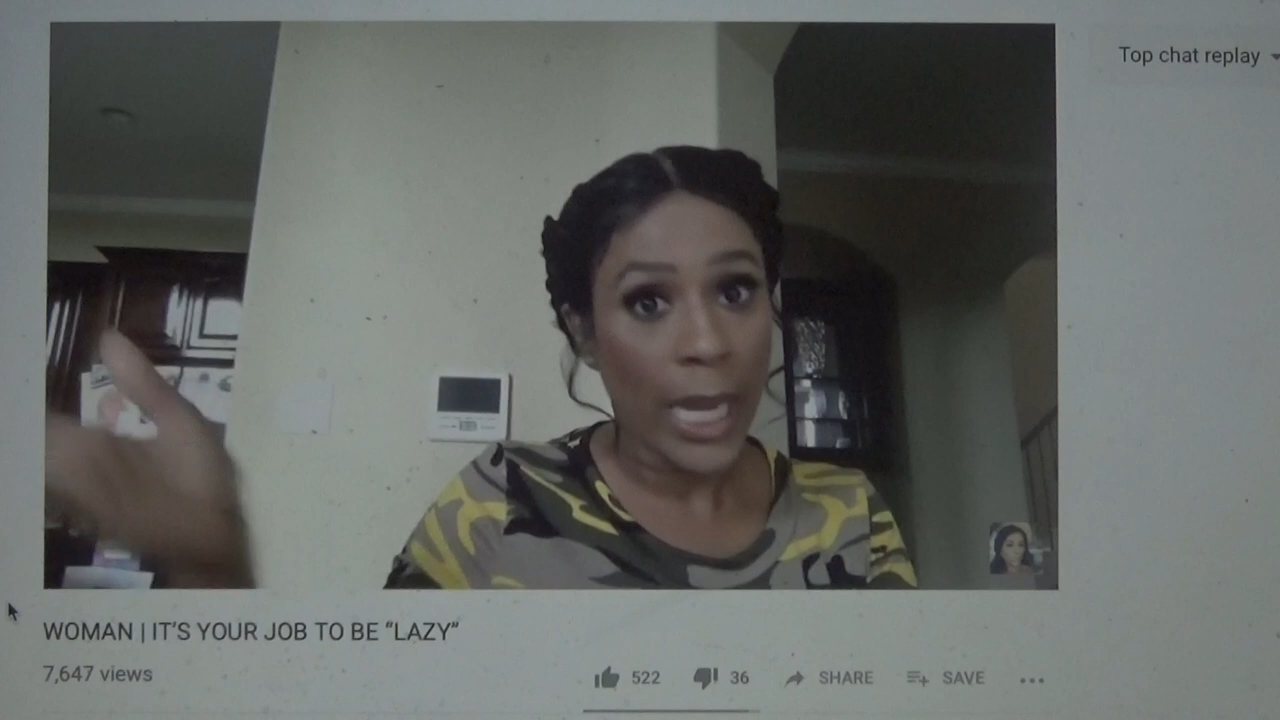 Top chat replay
WOMAN | IT'S YOUR JOB TO BE “LAZY”
7,647 views
522
36
SHARE
SAVE